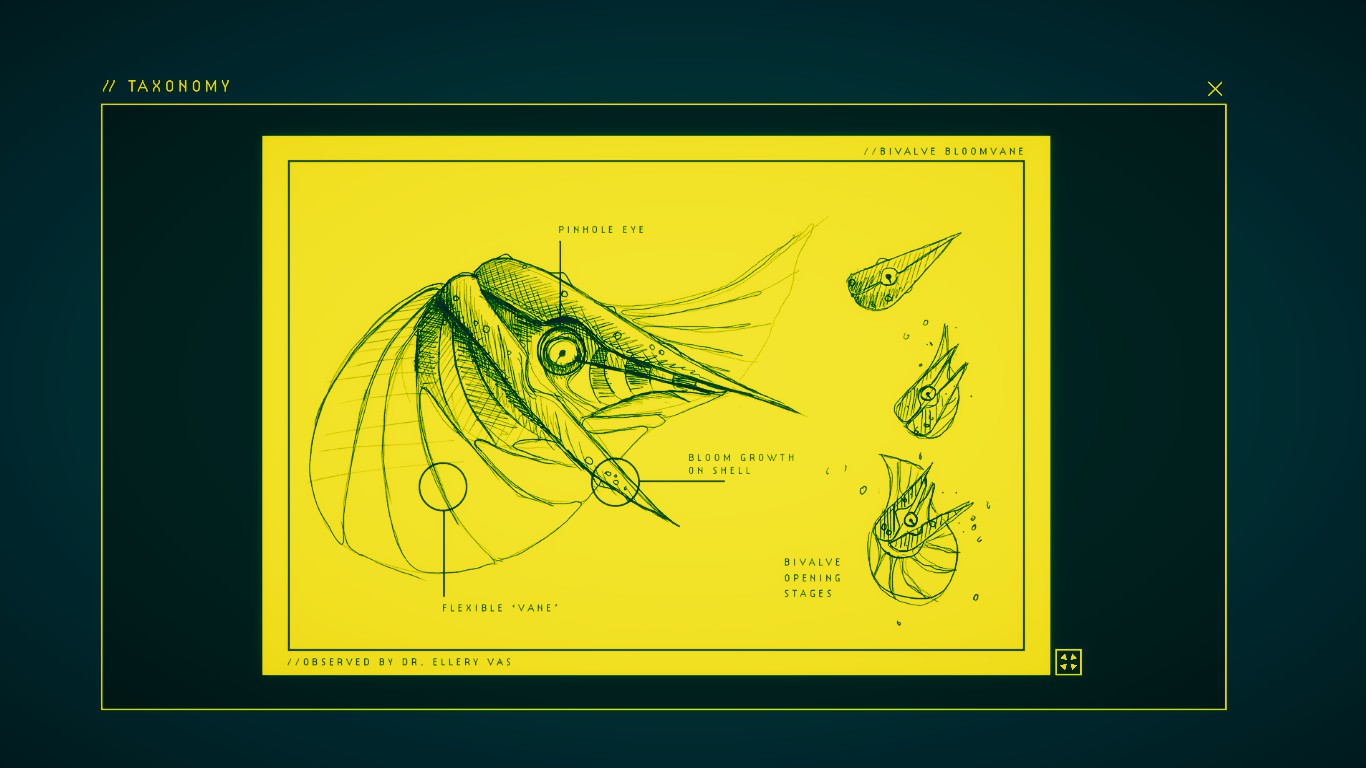 // TAXONOMY
//BIVALVE BLOOMVANE
PINHOLE EYE
BLOOM GROWTH
ON SHELL
BIVALVE
OPENING
STAGES
FLEXIBLE 'VANE'
//OBSERVED BY DR. ELLERY VAS